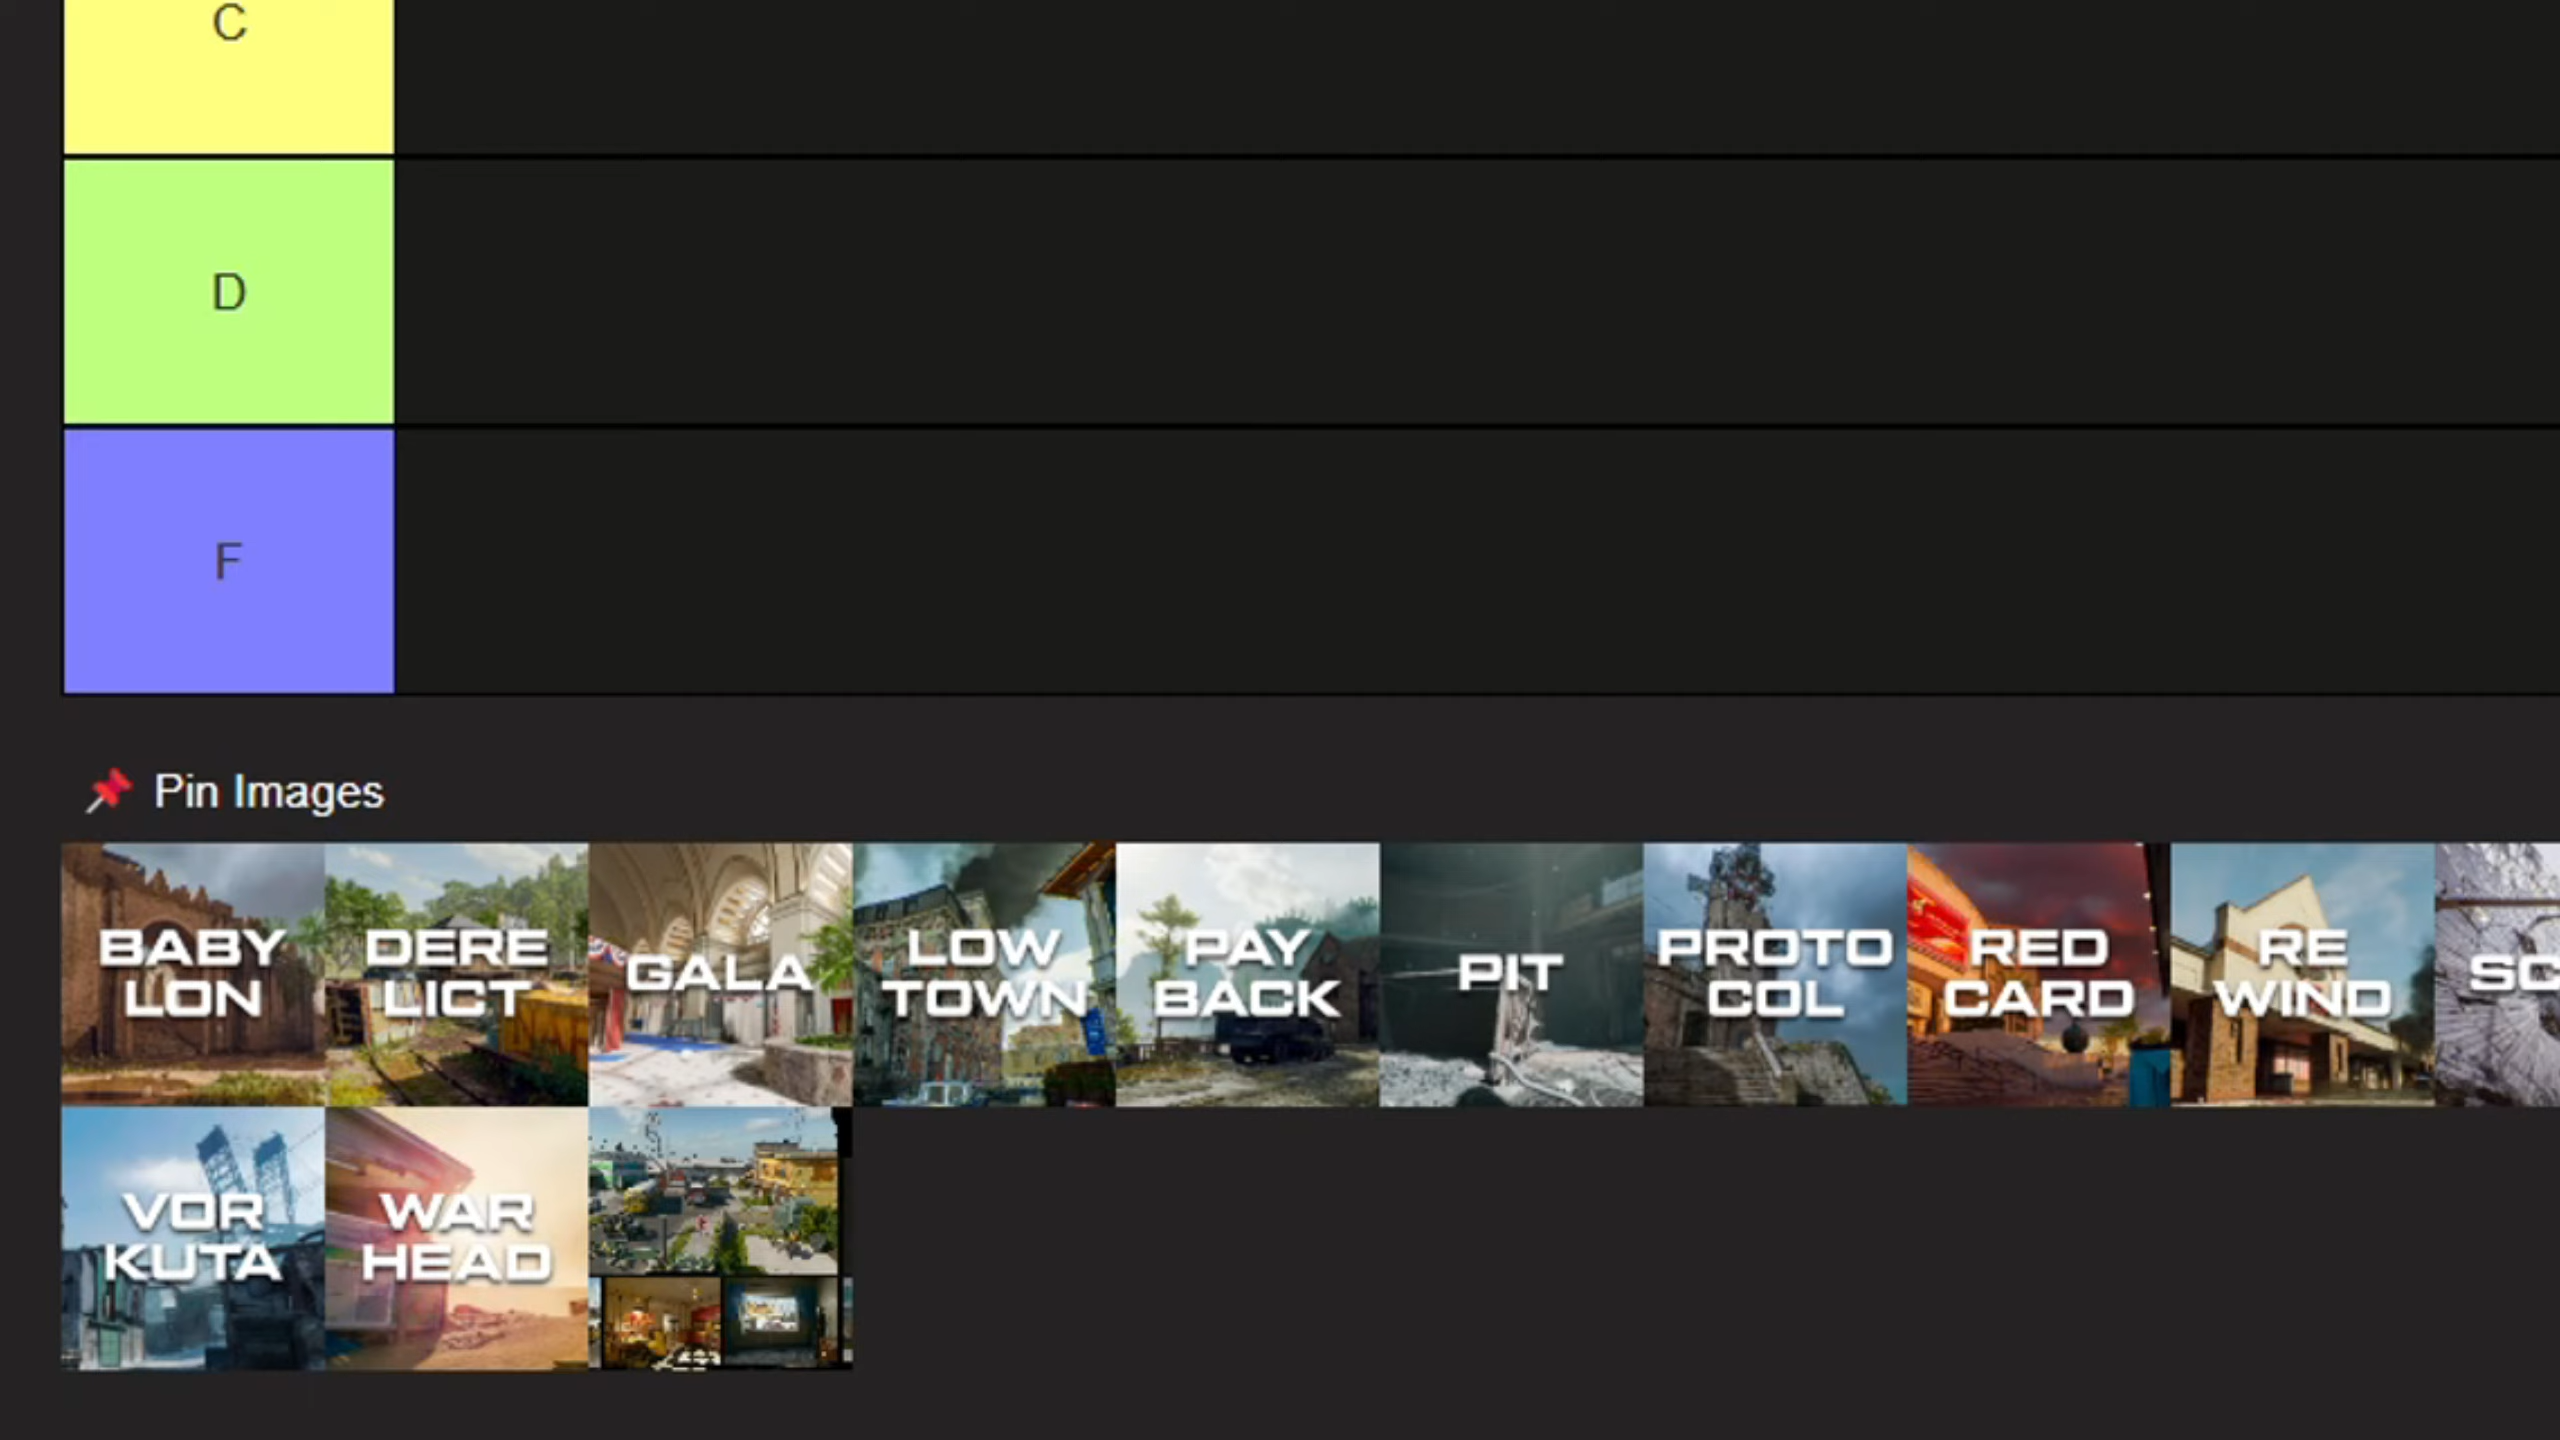 C
D
F
Pin Images
BABY
LON
DERE
LICT
GALA
LOW
TOWN
PAY
BACK
PIT
PROTO
COL
RED
CARD
RE
WIND
SC
VOR
KUTA
WAR
HEAD